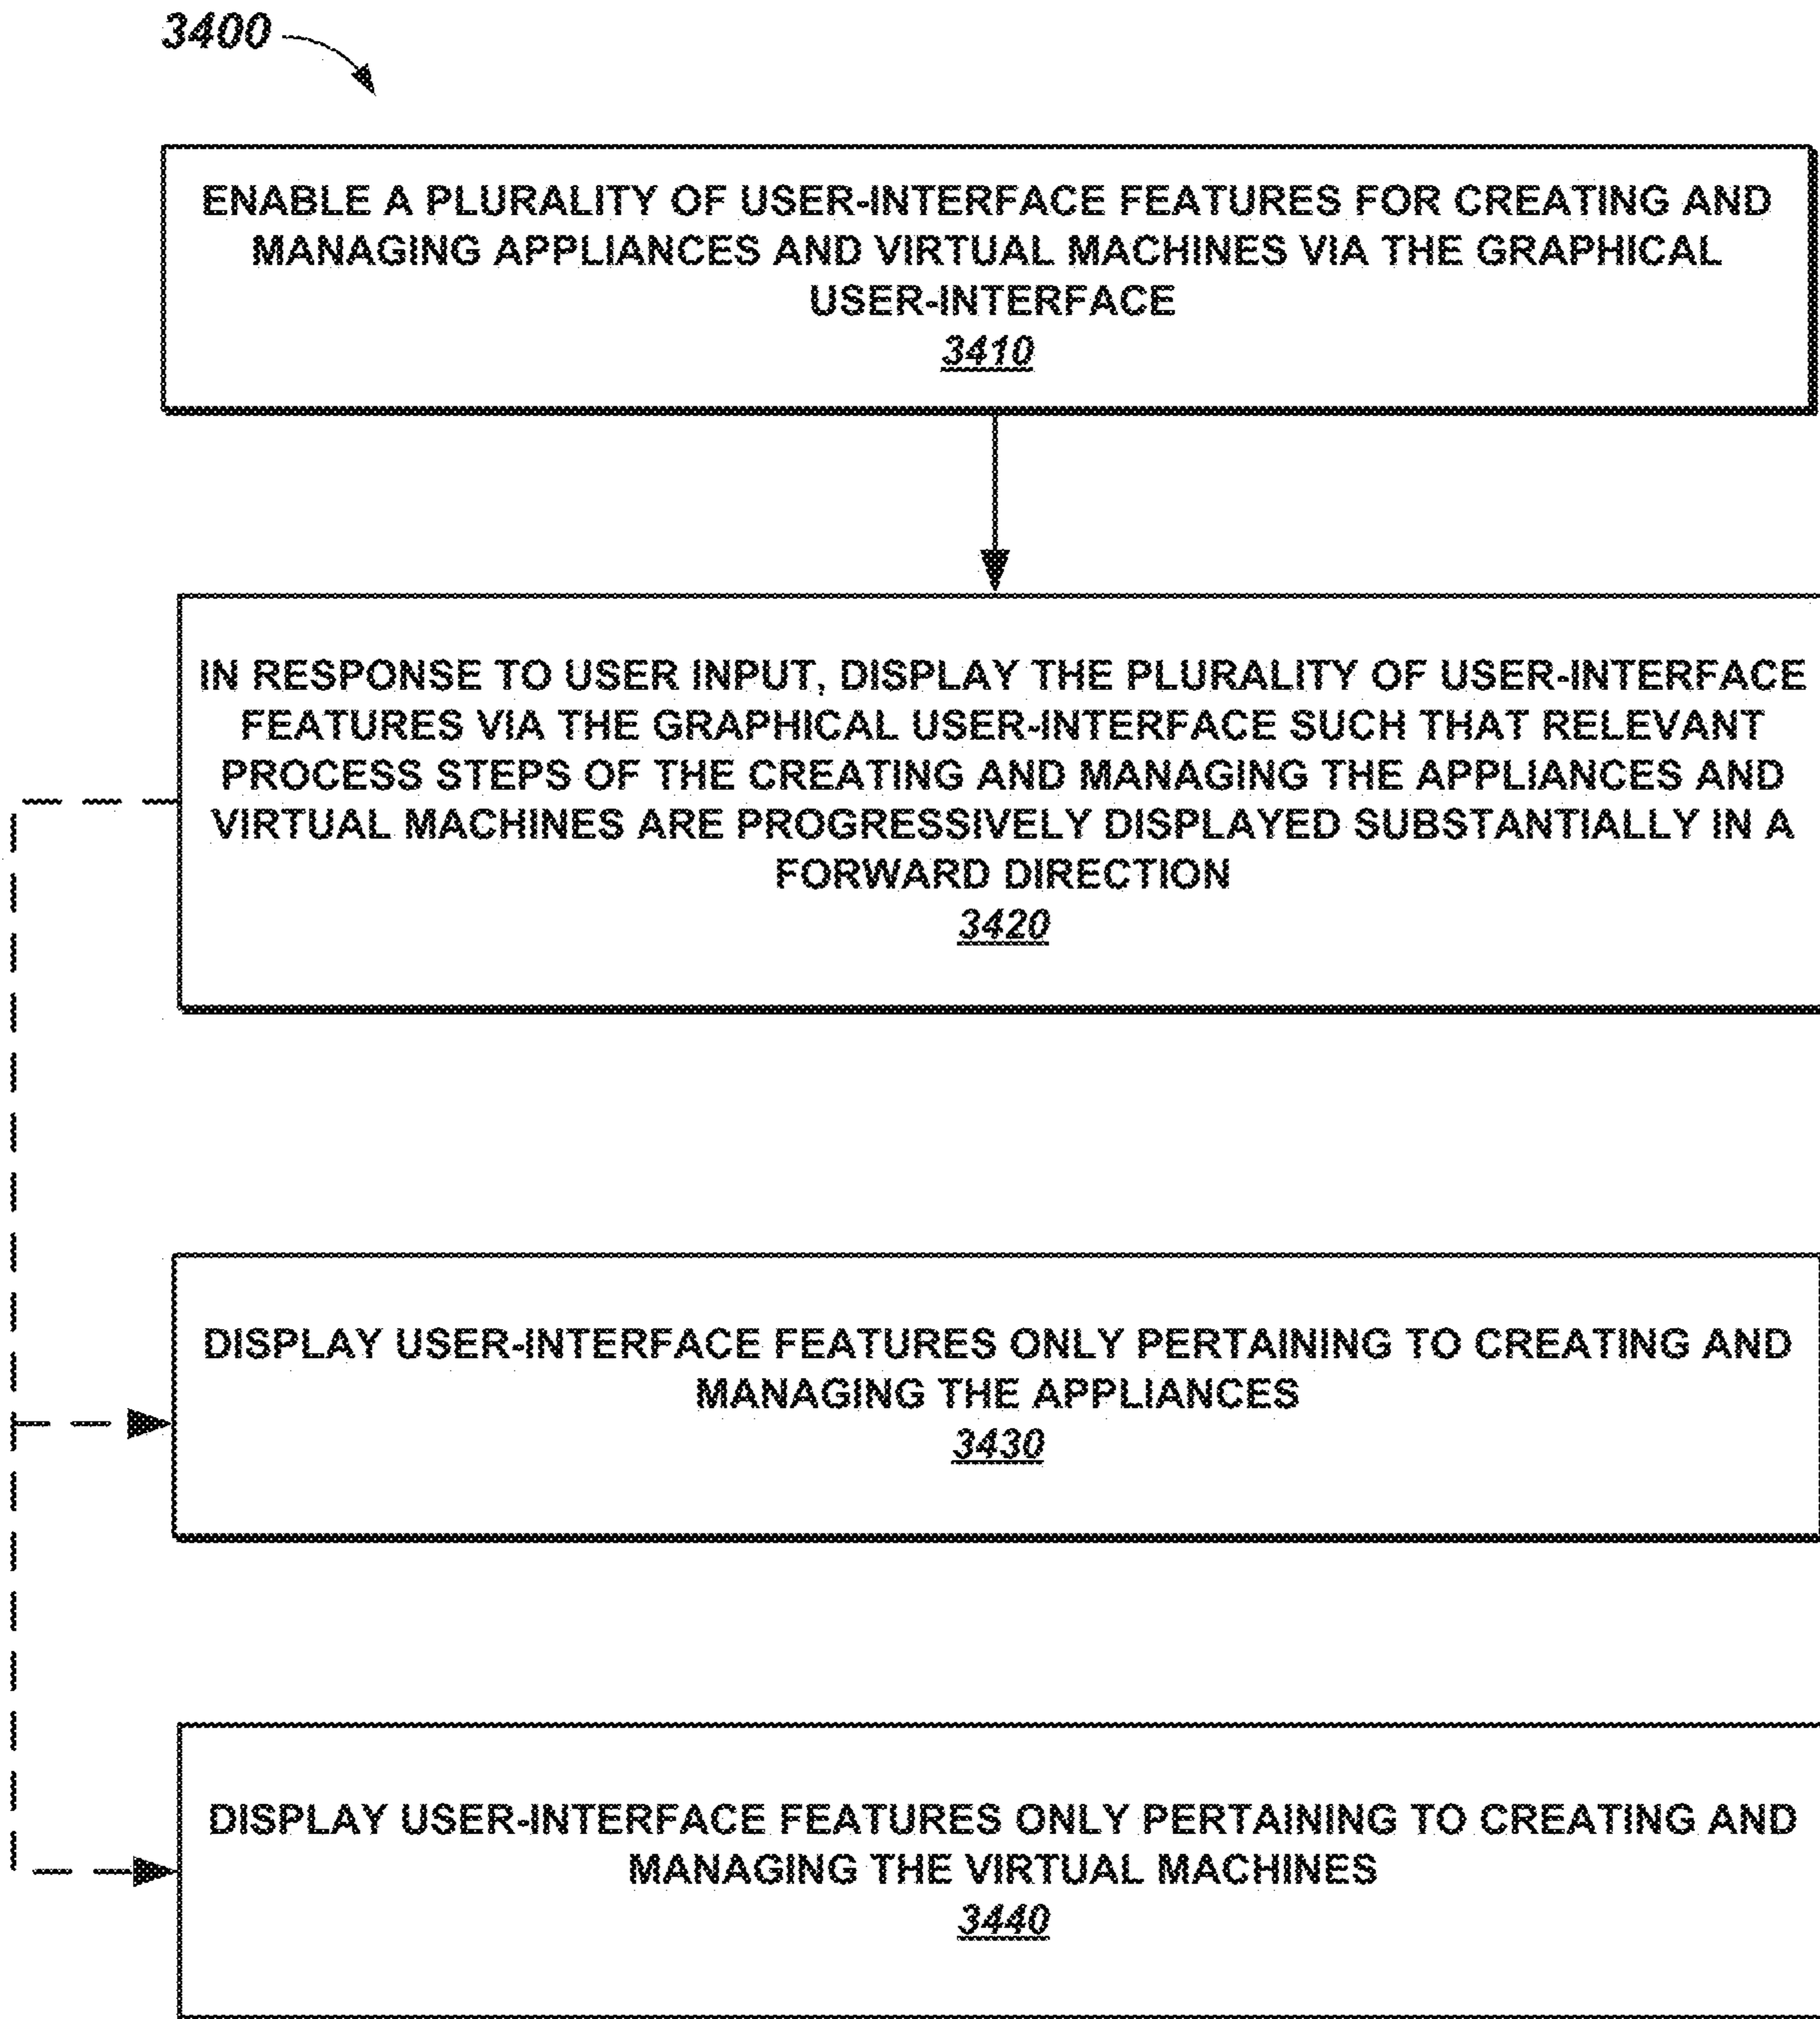 3400
ENABLE A PLURALITY OF USER-INTERFACE FEATURES FOR CREATING AND
MANAGING APPLIANCES AND VIRTUAL MACHINES VIA THE GRAPHICAL
USER-INTERFACE
3410
IN RESPONSE TO USER INPUT, DISPLAY THE PLURALITY OF USER-INTERFACE
FEATURES VIA THE GRAPHICAL USER-INTERFACE SUCH THAT RELEVANT
PROCESS STEPS OF THE CREATING AND MANAGING THE APPLIANCES AND
VIRTUAL MACHINES ARE PROGRESSIVELY DISPLAYED SUBSTANTIALLY IN A
FORWARD DIRECTION
3420
DISPLAY USER-INTERFACE FEATURES ONLY PERTAINING TO CREATING AND
MANAGING THE APPLIANCES
3430
DISPLAY USER-INTERFACE FEATURES ONLY PERTAINING TO CREATING AND
MANAGING THE VIRTUAL MACHINES
3440